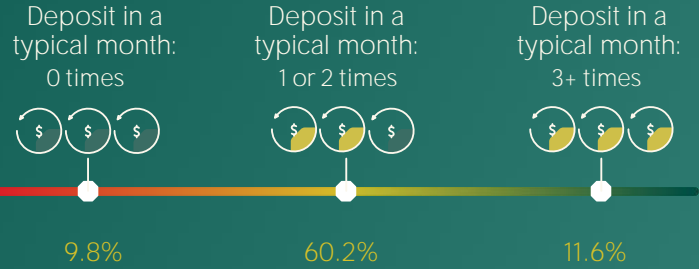 Deposit in a
typical month:
0 times
$ $ $
9.8%
Deposit in a
typical month:
1 or 2 times
$ $ $
60.2%
Deposit in a
typical month:
3+ times
$ $ $
11.6%